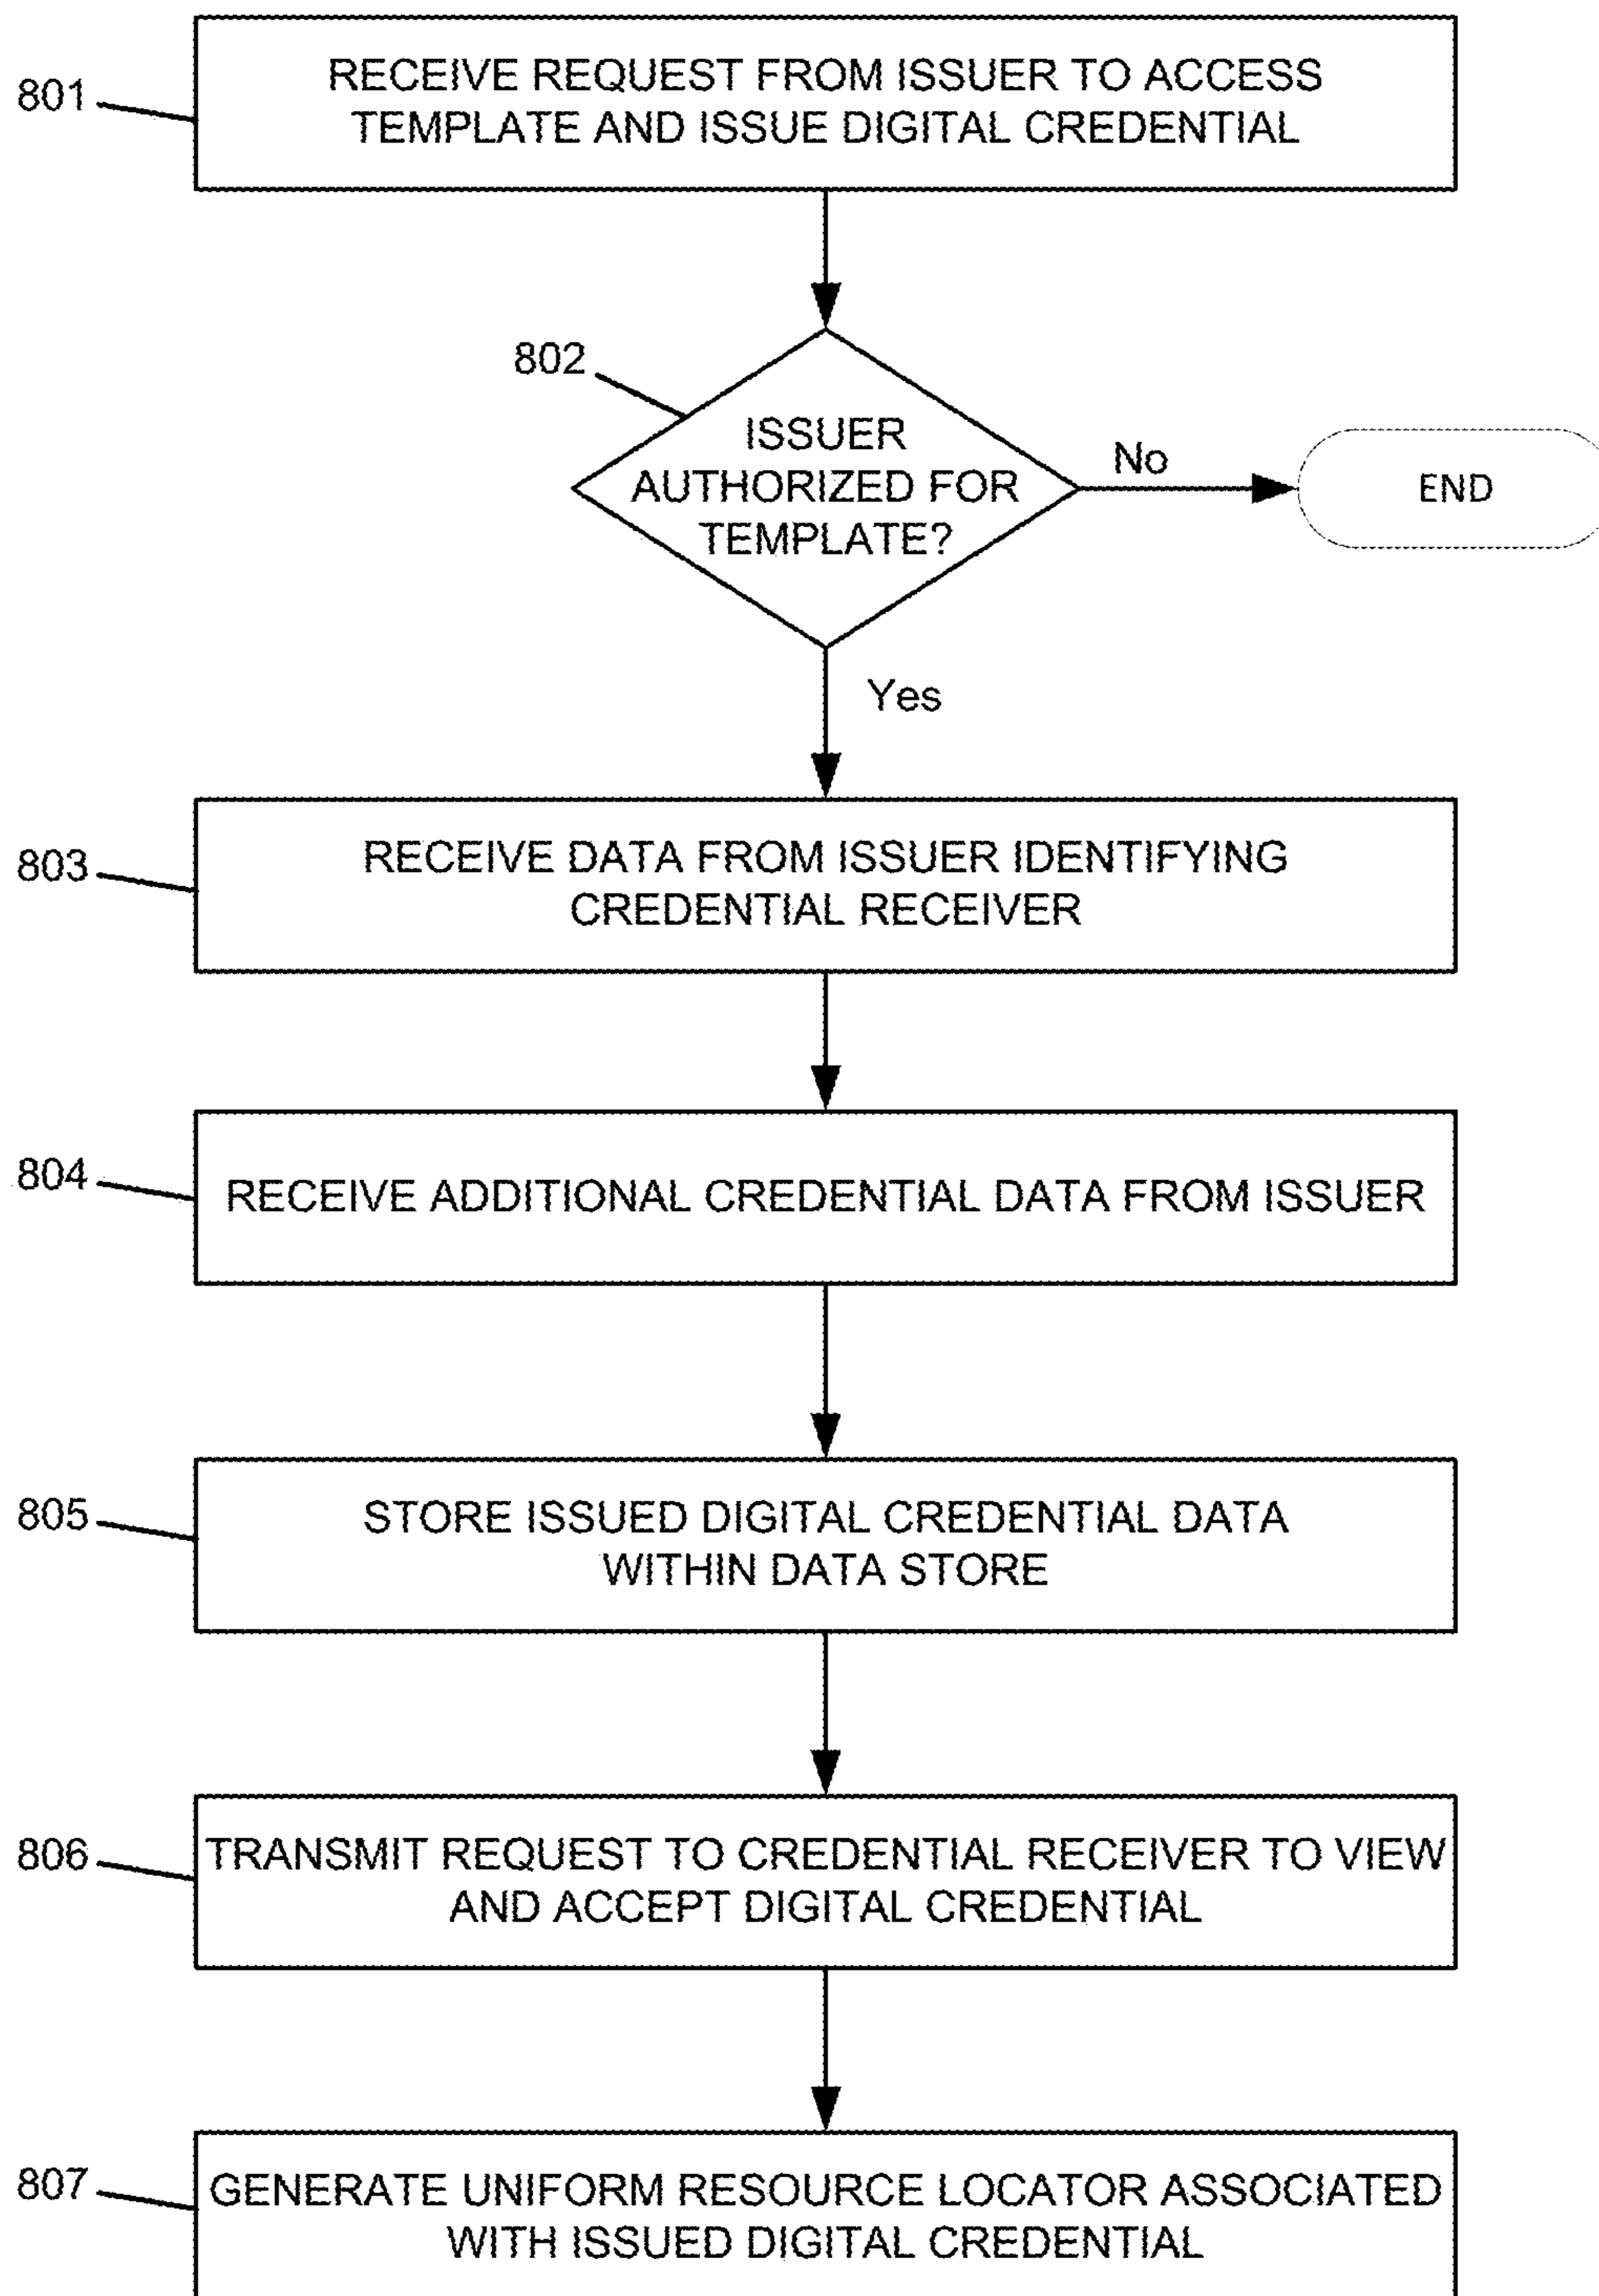 801
RECEIVE REQUEST FROM ISSUER TO ACCESS
TEMPLATE AND ISSUE DIGITAL CREDENTIAL
802
ISSUER
AUTHORIZED FOR
TEMPLATE?
No
END
Yes
803
RECEIVE DATA FROM ISSUER IDENTIFYING
CREDENTIAL RECEIVER
804
RECEIVE ADDITIONAL CREDENTIAL DATA FROM ISSUER
805
STORE ISSUED DIGITAL CREDENTIAL DATA
WITHIN DATA STORE
806
TRANSMIT REQUEST TO CREDENTIAL RECEIVER TO VIEW
AND ACCEPT DIGITAL CREDENTIAL
807
GENERATE UNIFORM RESOURCE LOCATOR ASSOCIATED
WITH ISSUED DIGITAL CREDENTIAL